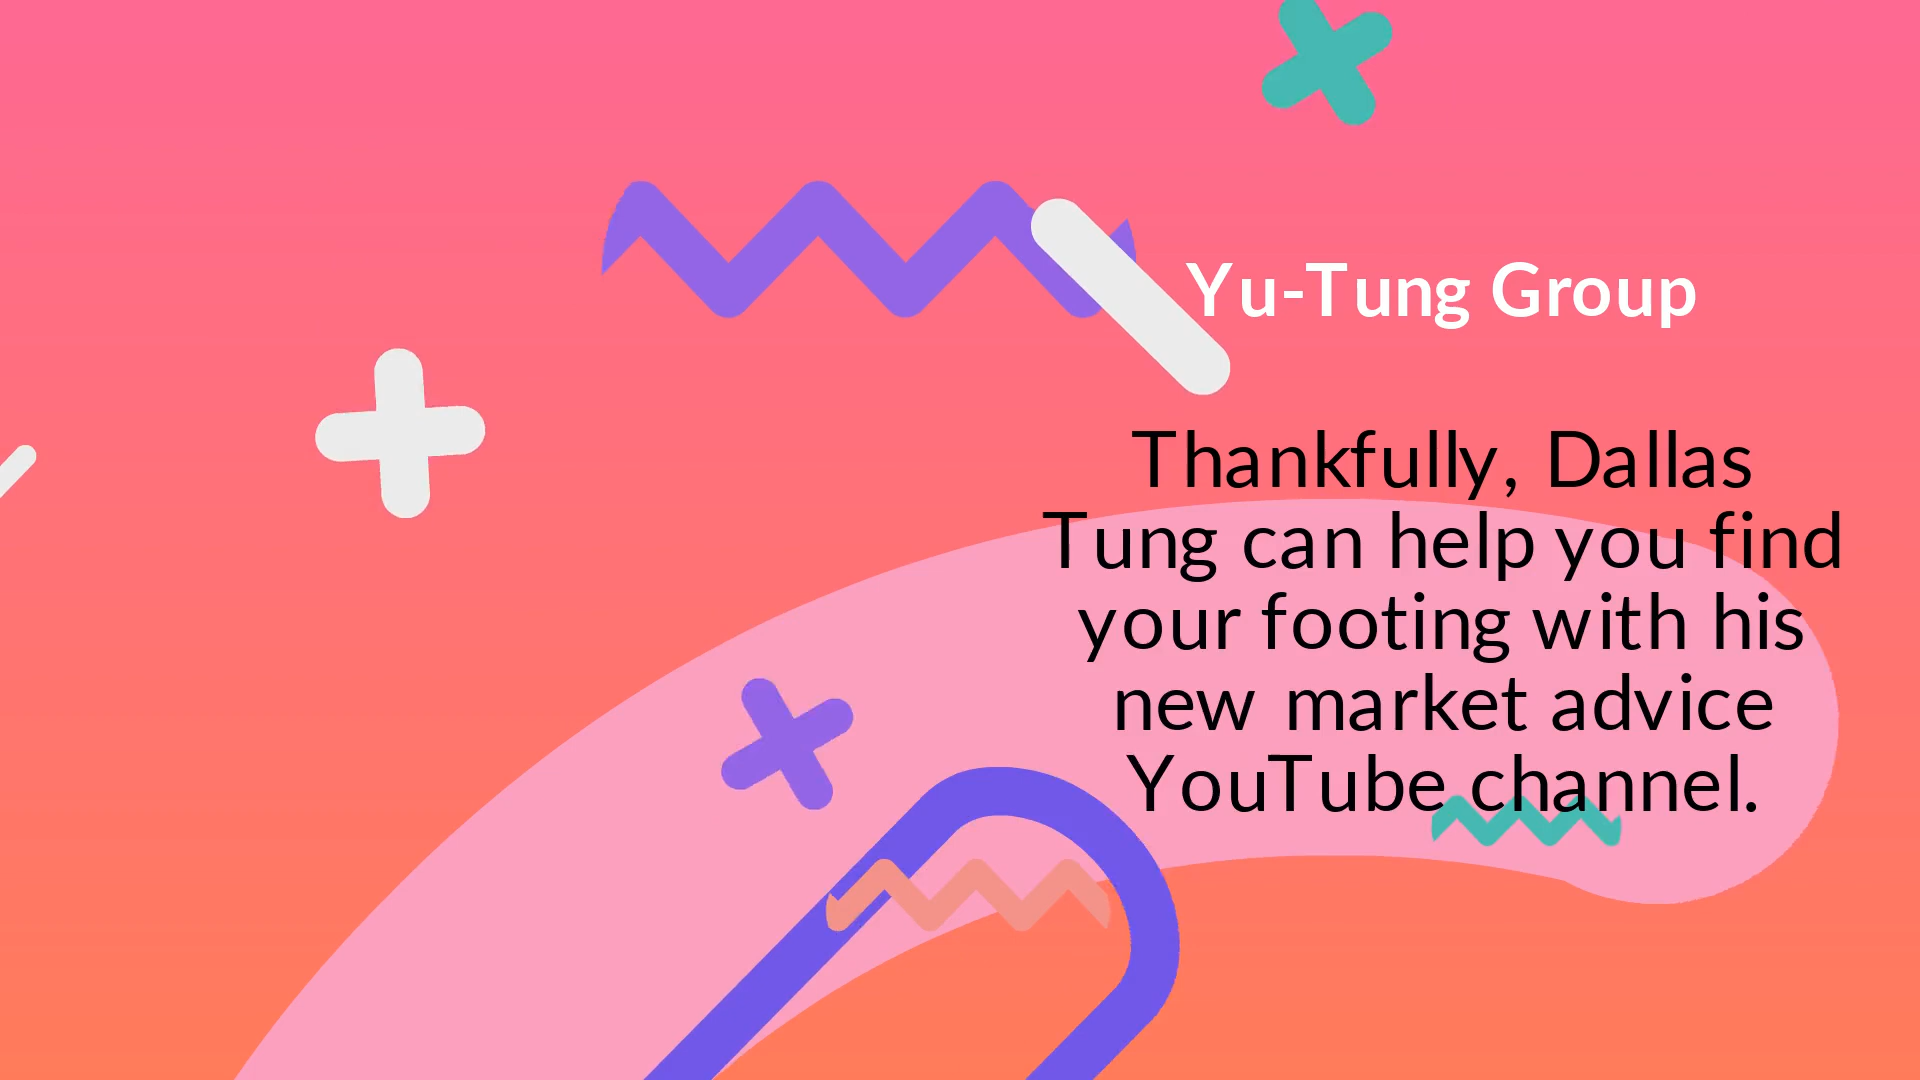 Yu-Tung Group
Thankfully, Dallas
Tung can help you find
your footing with his
new market advice
YouTube channel.